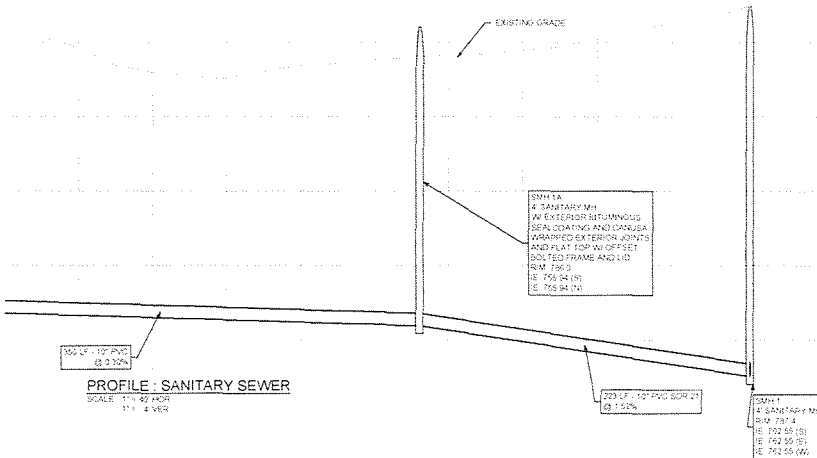 EXISTING GRADE
SMH 1A
4' SANITARY MH
W/ EXTERIOR BITUMINOUS
SEALCOATING AND CANUSA
WRAPPED EXTERIOR JOINTS
AND FLAT TOP W/ OFFSET
BOLTED FRAME AND LID
RIM: 786.0
IE: 765.94 (S)
IE: 765.94 (N)
350 LF - 10" PVC
@ 0.30%
PROFILE : SANITARY SEWER
SCALE: 1" = 40' HOR
1" = 4' VER
223 LF - 10" PVC SDR 21
@ 1.52%
SMH 1
4' SANITARY MH
RIM: 787.4
IE: 762.55 (S)
IE: 762.55 (E)
IE: 762.55 (W)